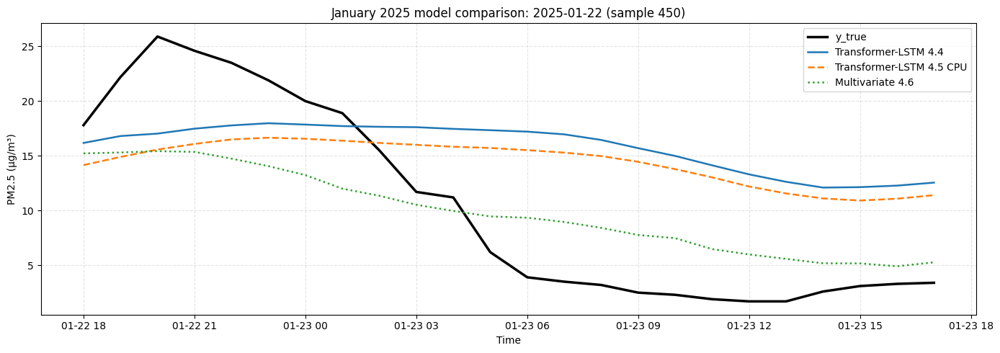 January 2025 model comparison: 2025-01-22 (sample 450)
y_true
Transformer-LSTM 4.4
Transformer-LSTM 4.5 CPU
Multivariate 4.6
PM2.5 (µg/m³)
25
20
15
10
5
01-22 18 01-22 21 01-23 00 01-23 03 01-23 06 01-23 09 01-23 12 01-23 15 01-23 18
Time